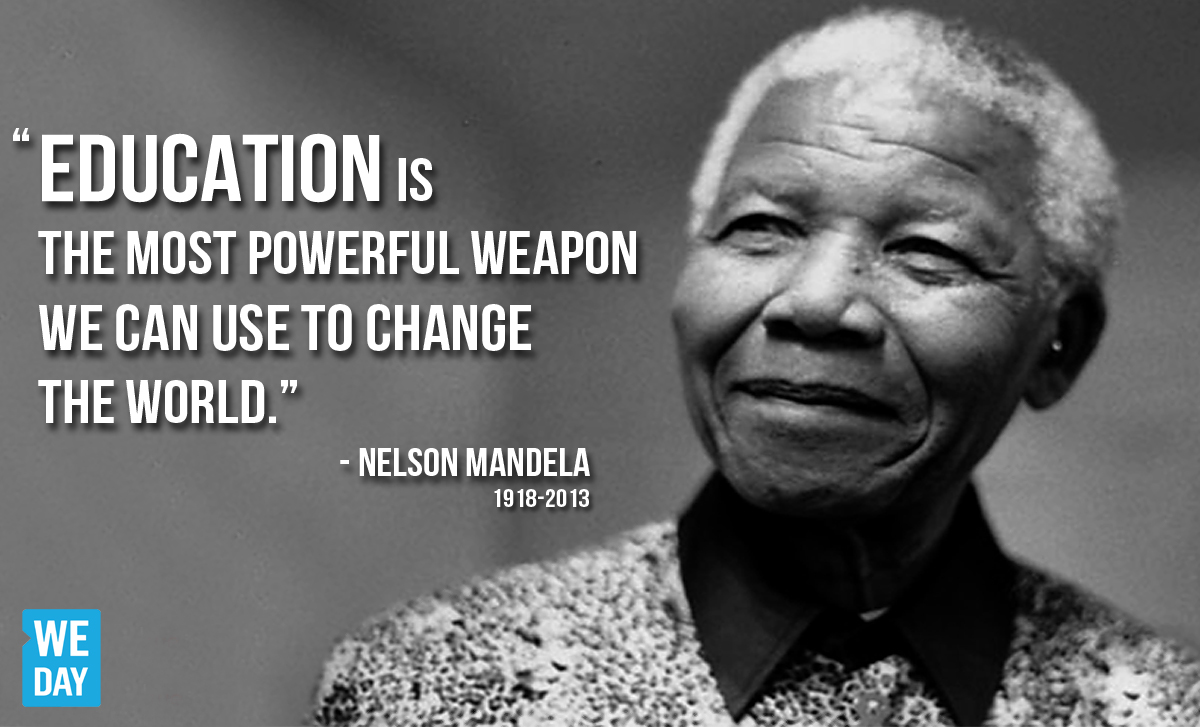 “EDUCATION IS
THE MOST POWERFUL WEAPON
WE CAN USE TO CHANGE
THE WORLD.”
- NELSON MANDELA
1918-2013
WE
DAY